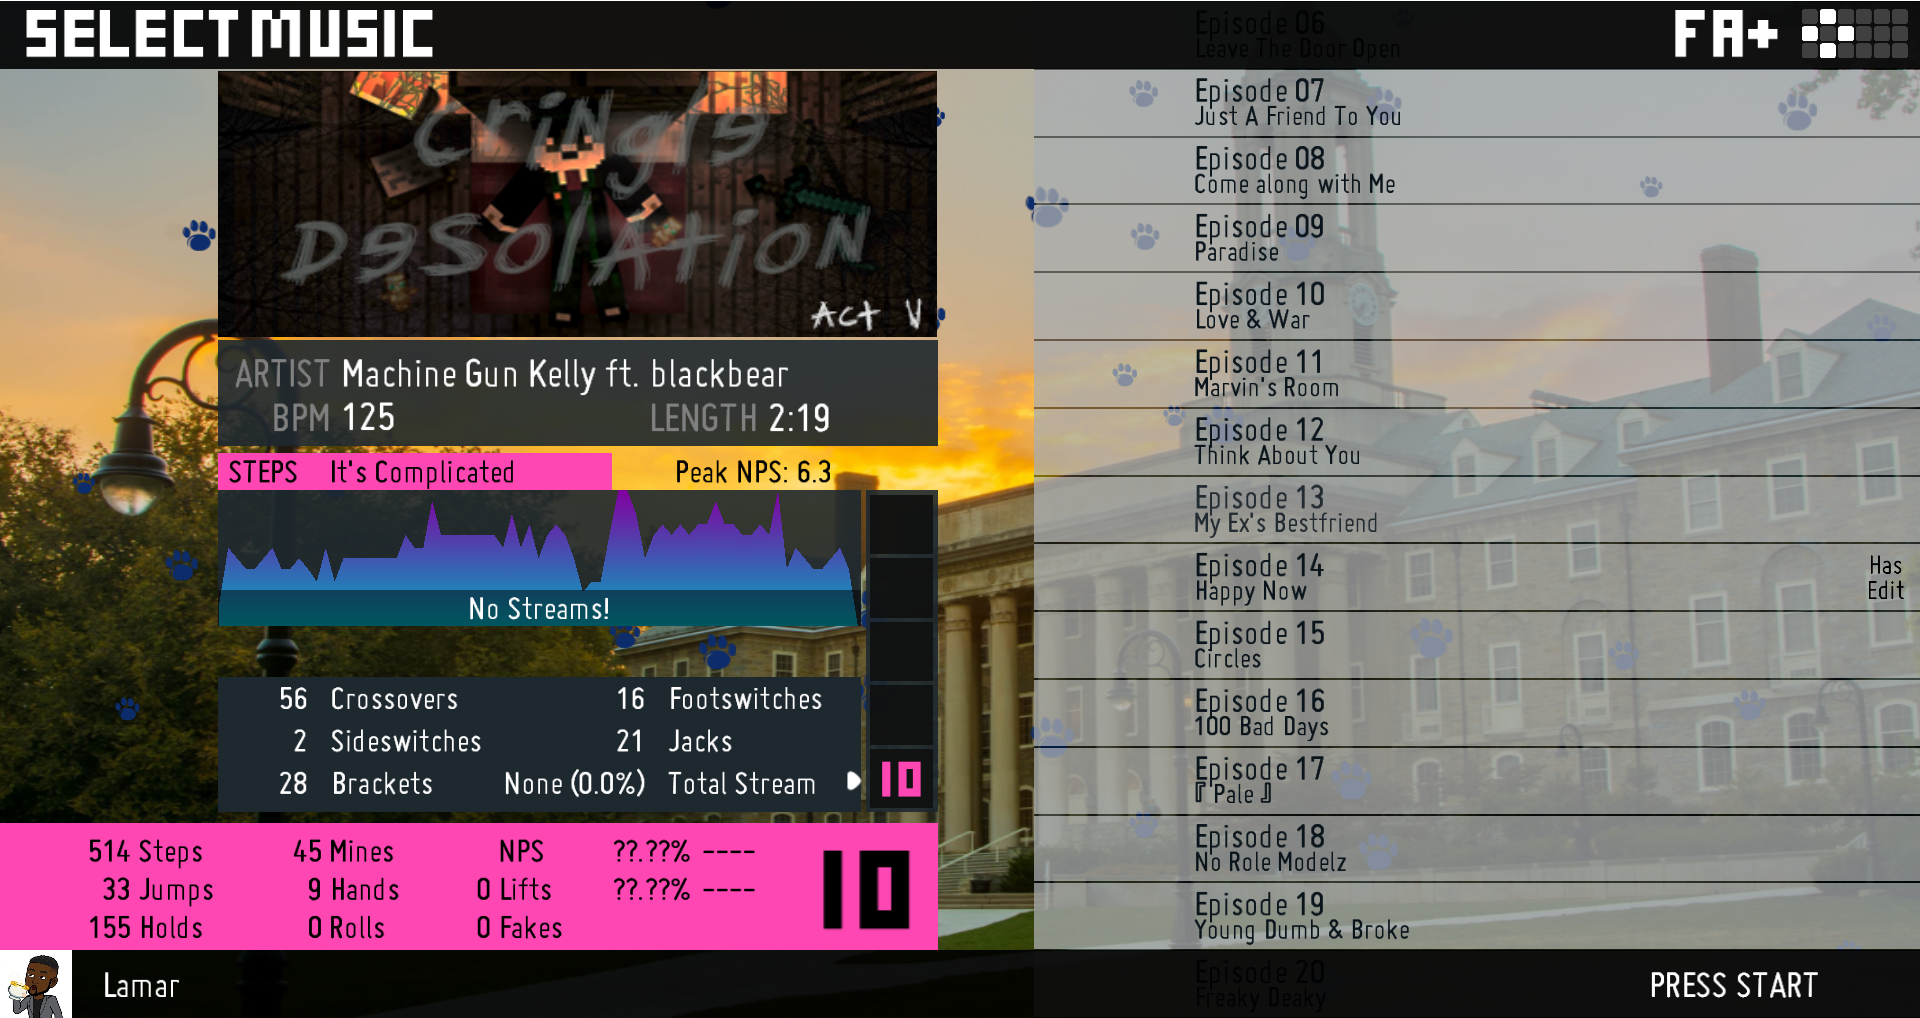 SELECT MUSIC
FA+
CRiNgle
DeSolATioN
Act V
ARTIST Machine Gun Kelly ft. blackbear
BPM 125 LENGTH 2:19
STEPS It's Complicated
Peak NPS: 6.3
No Streams!
56 Crossovers 16 Footswitches
2 Sideswitches 21 Jacks
28 Brackets None (0.0%) Total Stream
10
514 Steps 45 Mines NPS ??.??% ----
33 Jumps 9 Hands 0 Lifts ??.??% ----
155 Holds 0 Rolls 0 Fakes
10
Lamar
Episode 06
Leave The Door Open
Episode 07
Just A Friend To You
Episode 08
Come along with Me
Episode 09
Paradise
Episode 10
Love & War
Episode 11
Marvin's Room
Episode 12
Think About You
Episode 13
My Ex's Bestfriend
Episode 14
Happy Now
Has
Edit
Episode 15
Circles
Episode 16
100 Bad Days
Episode 17
『Pale』
Episode 18
No Role Modelz
Episode 19
Young Dumb & Broke
Episode 20
Freaky Deaky
PRESS START